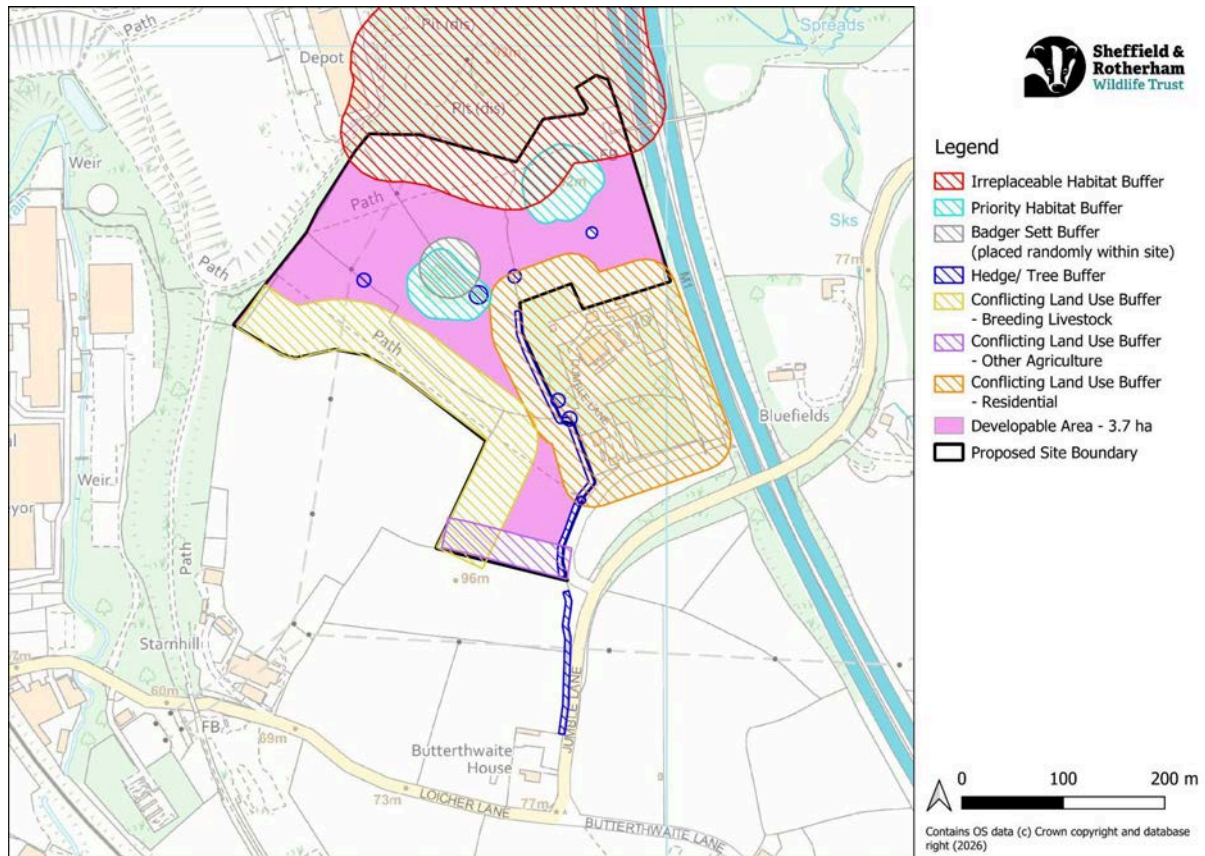 Path
Pit (dis)
Spreads
Depot
Pit (dis)
Weir
Path
Sks
Path
77m
M1
Path
JUMBLE LANE
Bluefields
Weir
Path
96m
Starnhill
60m
FB
69m
JUMBLE LANE
Butterthwaite
House
73m
LOICHER LANE
77m
BUTTERTHWAITE LANE
Sheffield &
Rotherham
Wildlife Trust
Legend
Irreplaceable Habitat Buffer
Priority Habitat Buffer
Badger Sett Buffer
(placed randomly within site)
Hedge/ Tree Buffer
Conflicting Land Use Buffer
- Breeding Livestock
Conflicting Land Use Buffer
- Other Agriculture
Conflicting Land Use Buffer
- Residential
Developable Area - 3.7 ha
Proposed Site Boundary
0 100 200 m
Contains OS data (c) Crown copyright and database
right (2026)